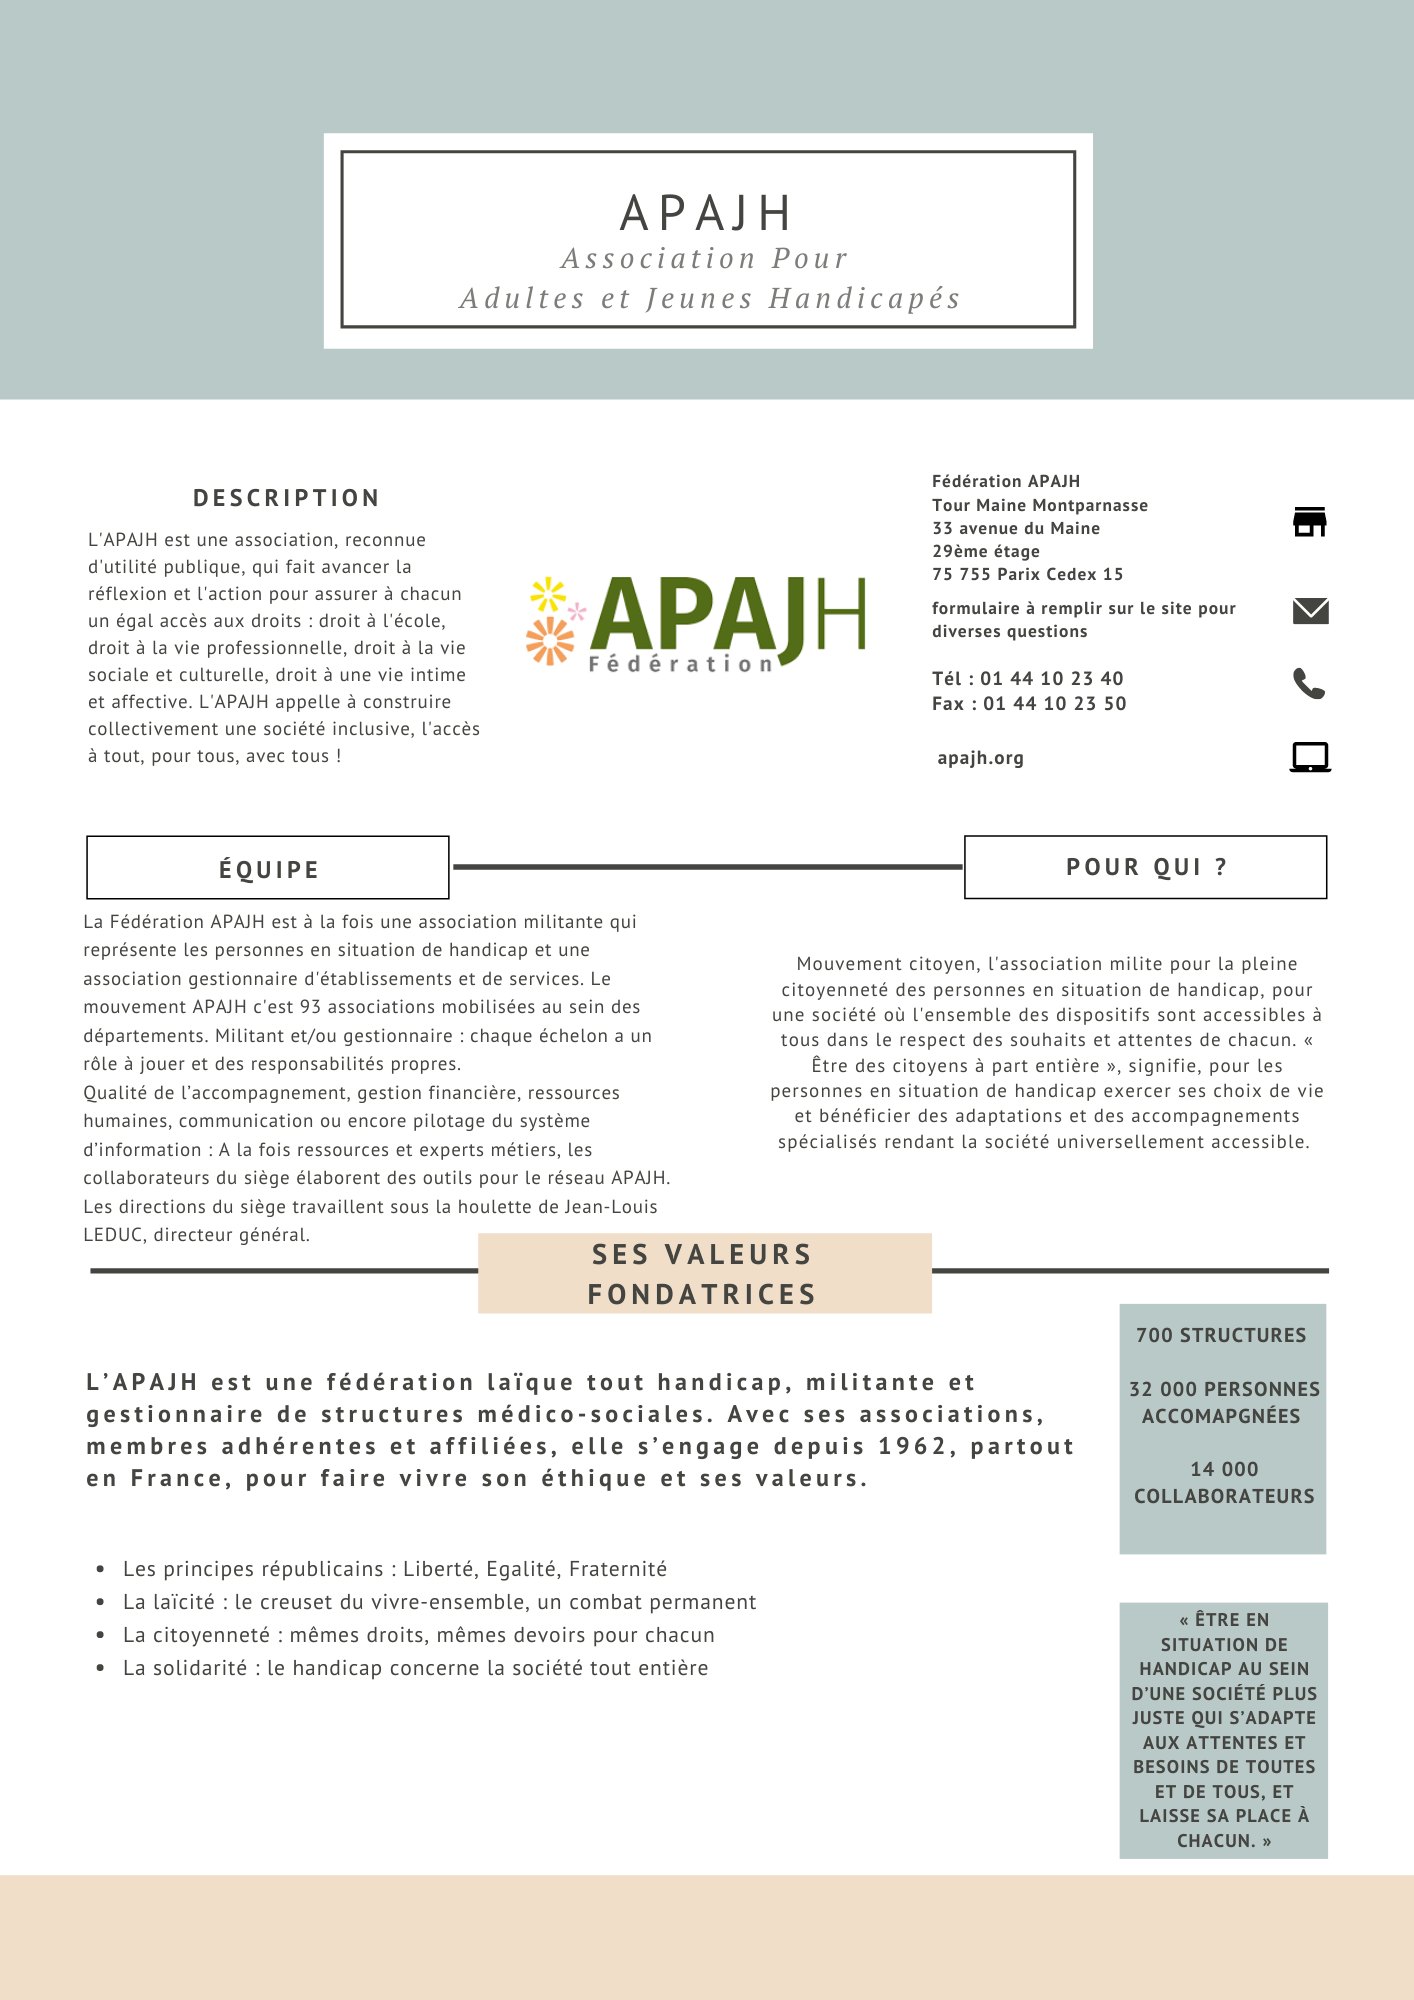 APAJH
Association Pour
Adultes et Jeunes Handicapés
DESCRIPTION
L'APAJH est une association, reconnue
d'utilité publique, qui fait avancer la
réflexion et l'action pour assurer à chacun
un égal accès aux droits : droit à l'école,
droit à la vie professionnelle, droit à la vie
sociale et culturelle, droit à une vie intime
et affective. L'APAJH appelle à construire
collectivement une société inclusive, l'accès
à tout, pour tous, avec tous !
APAJH
Fédération
Fédération APAJH
Tour Maine Montparnasse
33 avenue du Maine
29ème étage
75 755 Parix Cedex 15
formulaire à remplir sur le site pour
diverses questions
Tél : 01 44 10 23 40
Fax : 01 44 10 23 50
apajh.org
ÉQUIPE
La Fédération APAJH est à la fois une association militante qui
représente les personnes en situation de handicap et une
association gestionnaire d'établissements et de services. Le
mouvement APAJH c'est 93 associations mobilisées au sein des
départements. Militant et/ou gestionnaire : chaque échelon a un
rôle à jouer et des responsabilités propres.
Qualité de l’accompagnement, gestion financière, ressources
humaines, communication ou encore pilotage du système
d’information : A la fois ressources et experts métiers, les
collaborateurs du siège élaborent des outils pour le réseau APAJH.
Les directions du siège travaillent sous la houlette de Jean-Louis
LEDUC, directeur général.
POUR QUI ?
Mouvement citoyen, l'association milite pour la pleine
citoyenneté des personnes en situation de handicap, pour
une société où l'ensemble des dispositifs sont accessibles à
tous dans le respect des souhaits et attentes de chacun. «
Être des citoyens à part entière », signifie, pour les
personnes en situation de handicap exercer ses choix de vie
et bénéficier des adaptations et des accompagnements
spécialisés rendant la société universellement accessible.
SES VALEURS
FONDATRICES
L’APAJH est une fédération laïque tout handicap, militante et
gestionnaire de structures médico-sociales. Avec ses associations,
membres adhérentes et affiliées, elle s’engage depuis 1962, partout
en France, pour faire vivre son éthique et ses valeurs.
• Les principes républicains : Liberté, Egalité, Fraternité
• La laïcité : le creuset du vivre-ensemble, un combat permanent
• La citoyenneté : mêmes droits, mêmes devoirs pour chacun
• La solidarité : le handicap concerne la société tout entière
700 STRUCTURES
32 000 PERSONNES
ACCOMAPGNÉES
14 000
COLLABORATEURS
« ÊTRE EN
SITUATION DE
HANDICAP AU SEIN
D’UNE SOCIÉTÉ PLUS
JUSTE QUI S’ADAPTE
AUX ATTENTES ET
BESOINS DE TOUTES
ET DE TOUS, ET
LAISSE SA PLACE À
CHACUN. »